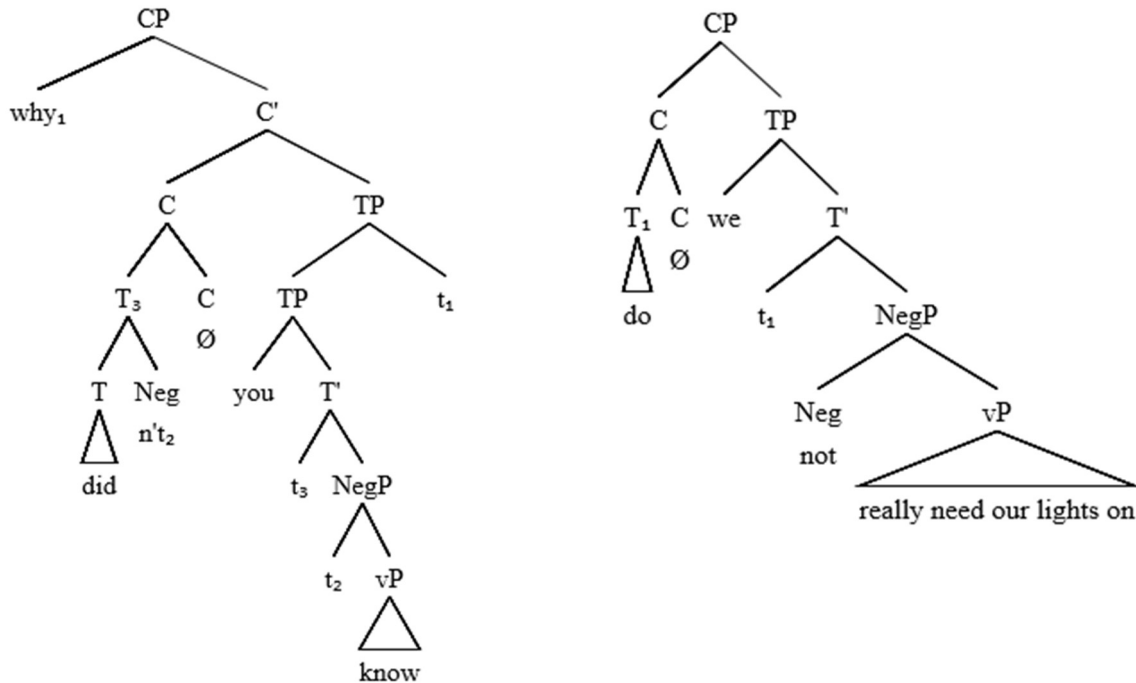 CP
why₁
C'
C
TP
T₃
C
Ø
TP
t₁
T
Neg
n't₂
did
you
T'
t₃
NegP
t₂
vP
know
CP
C
TP
T₁
C
Ø
do
we
T'
t₁
NegP
Neg
not
vP
really need our lights on